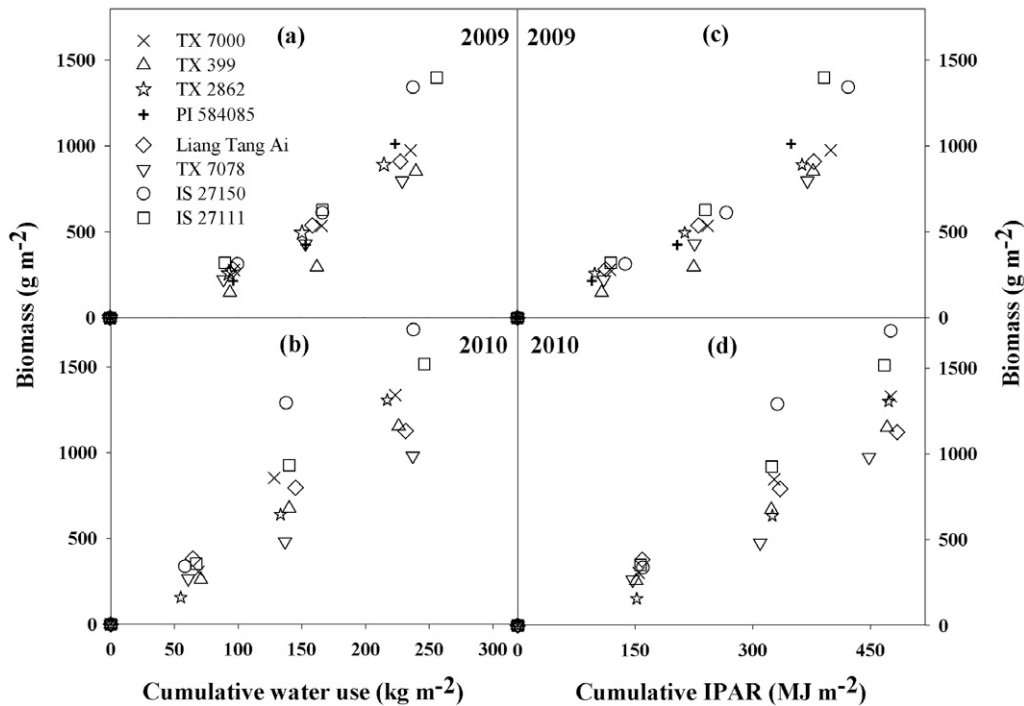 (a)
2009
2009
(c)
TX 7000
TX 399
TX 2862
PI 584085
Liang Tang Ai
TX 7078
IS 27150
IS 27111
1500
1000
500
0
1500
1000
500
0
Biomass (g m-2)
Biomass (g m-2)
(b)
2010
2010
(d)
1500
1000
500
0
1500
1000
500
0
0 50 100 150 200 250 300
0 150 300 450
Cumulative water use (kg m-2)
Cumulative IPAR (MJ m-2)